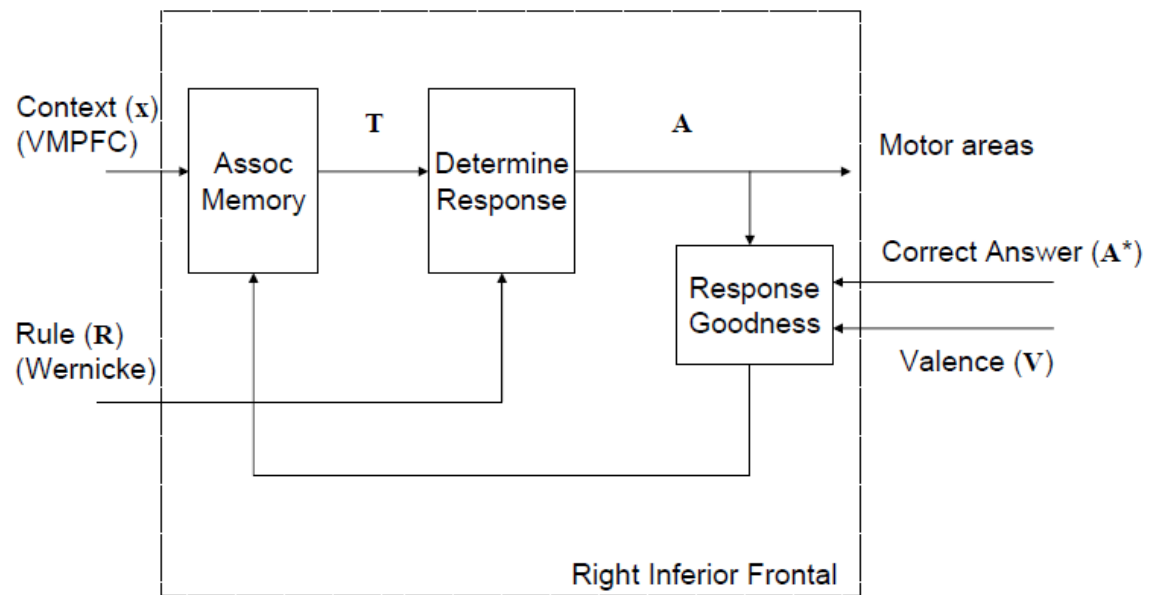 Context (x)
(VMPFC)
Assoc
Memory
T
Determine
Response
A
Motor areas
Correct Answer (A*)
Response
Goodness
Valence (V)
Rule (R)
(Wernicke)
Right Inferior Frontal